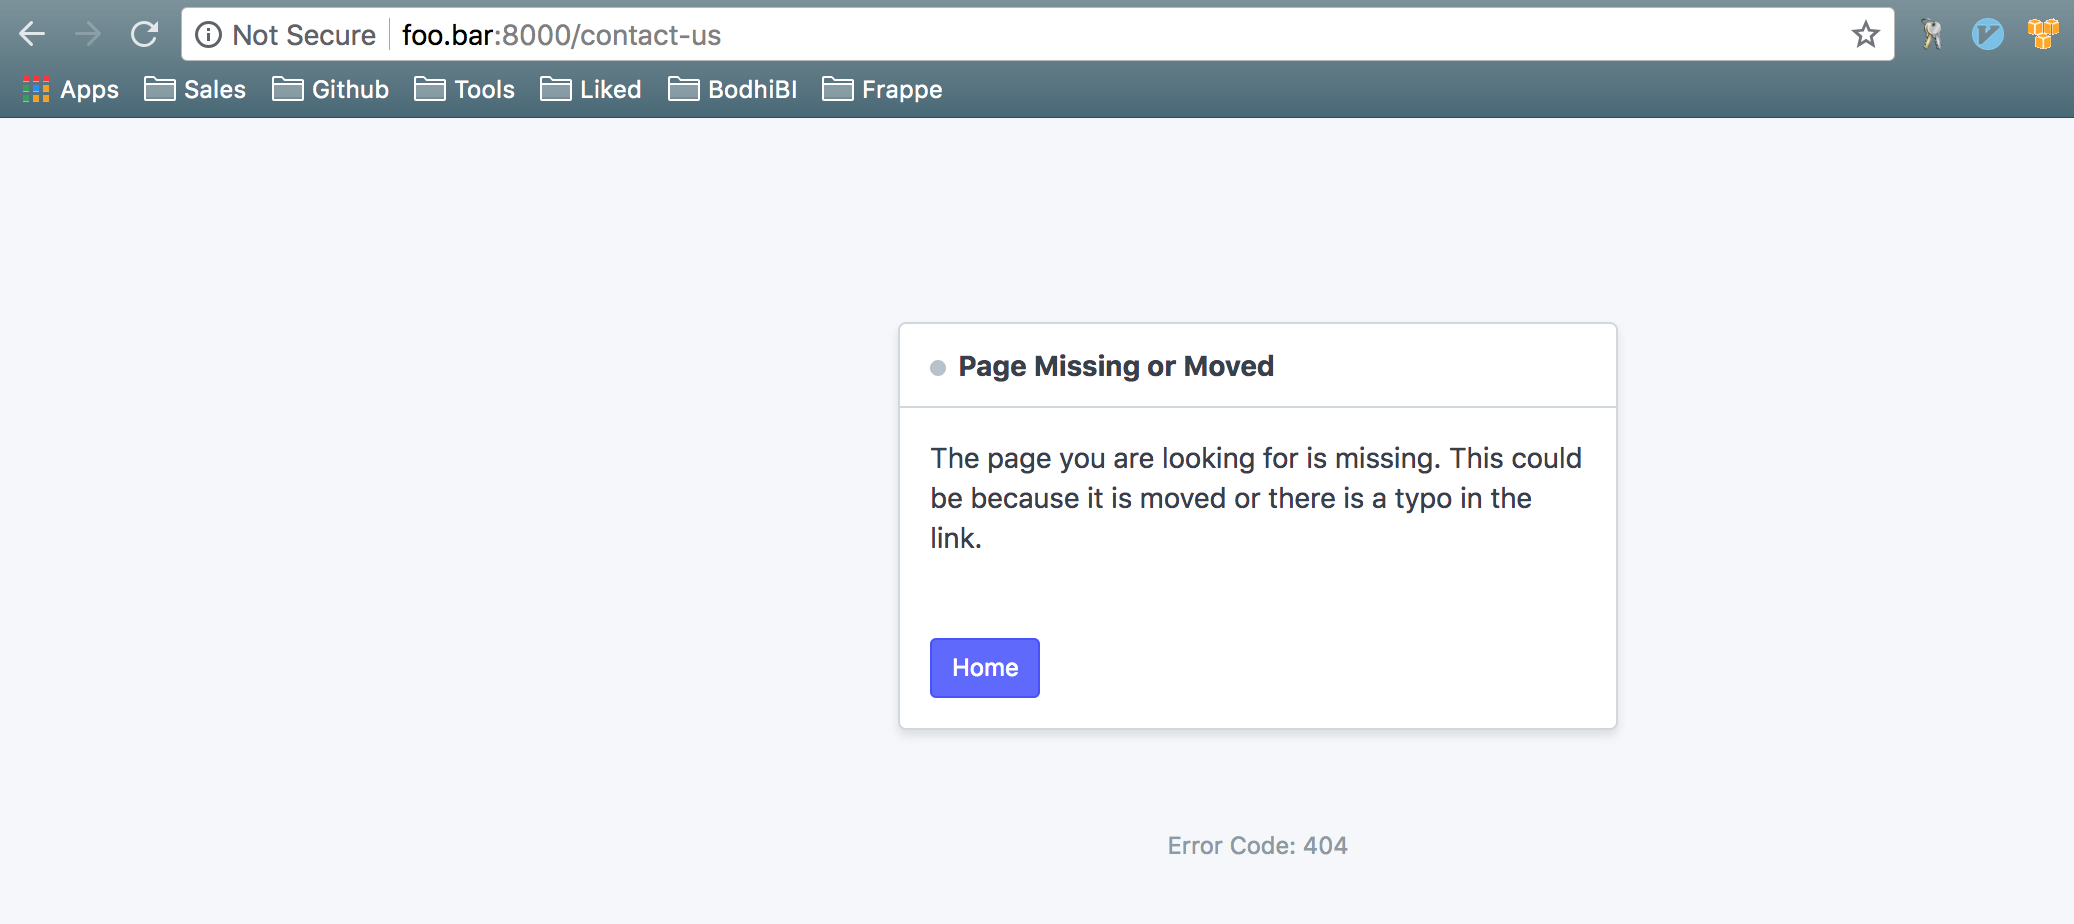 Not Secure foo.bar:8000/contact-us
Apps Sales Github Tools Liked BodhiBI Frappe
Page Missing or Moved
The page you are looking for is missing. This could
be because it is moved or there is a typo in the
link.
Home
Error Code: 404